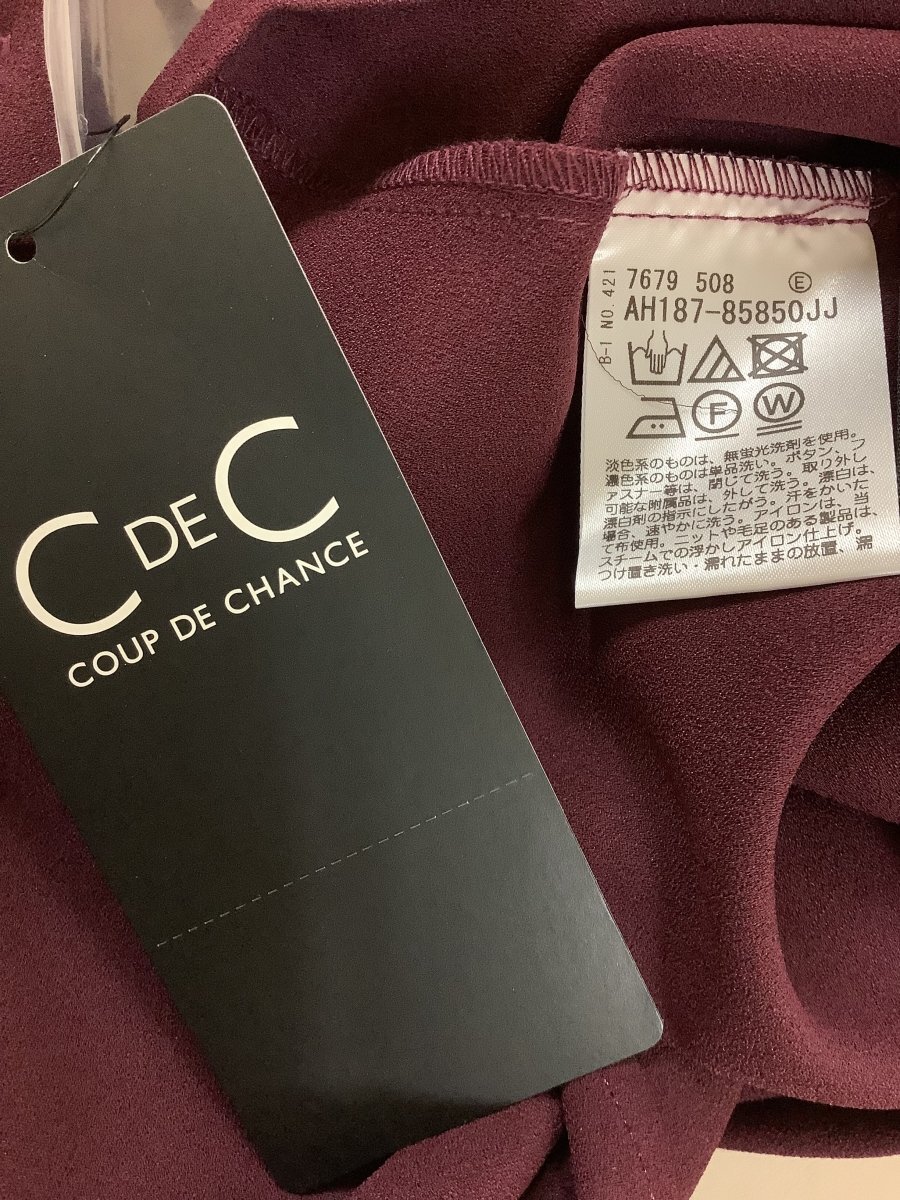 C DE C
COUP DE CHANCE
B-1 NO.421
7679 508 Ⓔ
AH187-85850JJ
F W
淡色系のものは、無蛍光洗剤を使用。
濃色系のものは単品洗い。ボタン、フ
ァスナー等は、閉じて洗う。取り外し
可能な付属品は、外して洗う。漂白は、
漂白剤の指示にしたがう。汗をかいた
場合、速やかに洗う。アイロンは、当
て布使用。ニットや毛足のある製品は、
スチームでの浮かしアイロン仕上げ。
つけ置き洗い・濡れたままの放置、濡